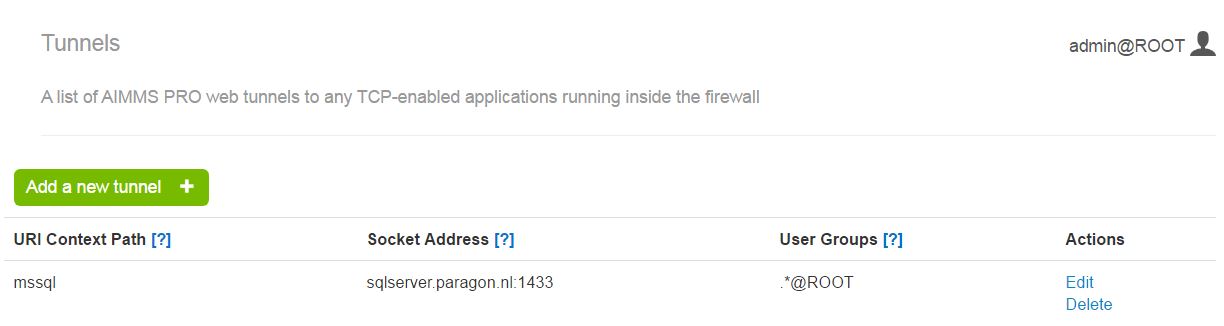 Tunnels
admin@ROOT
A list of AIMMS PRO web tunnels to any TCP-enabled applications running inside the firewall
Add a new tunnel +
URI Context Path [?] Socket Address [?] User Groups [?] Actions
mssql sqlserver.paragon.nl:1433 .*@ROOT Edit
Delete